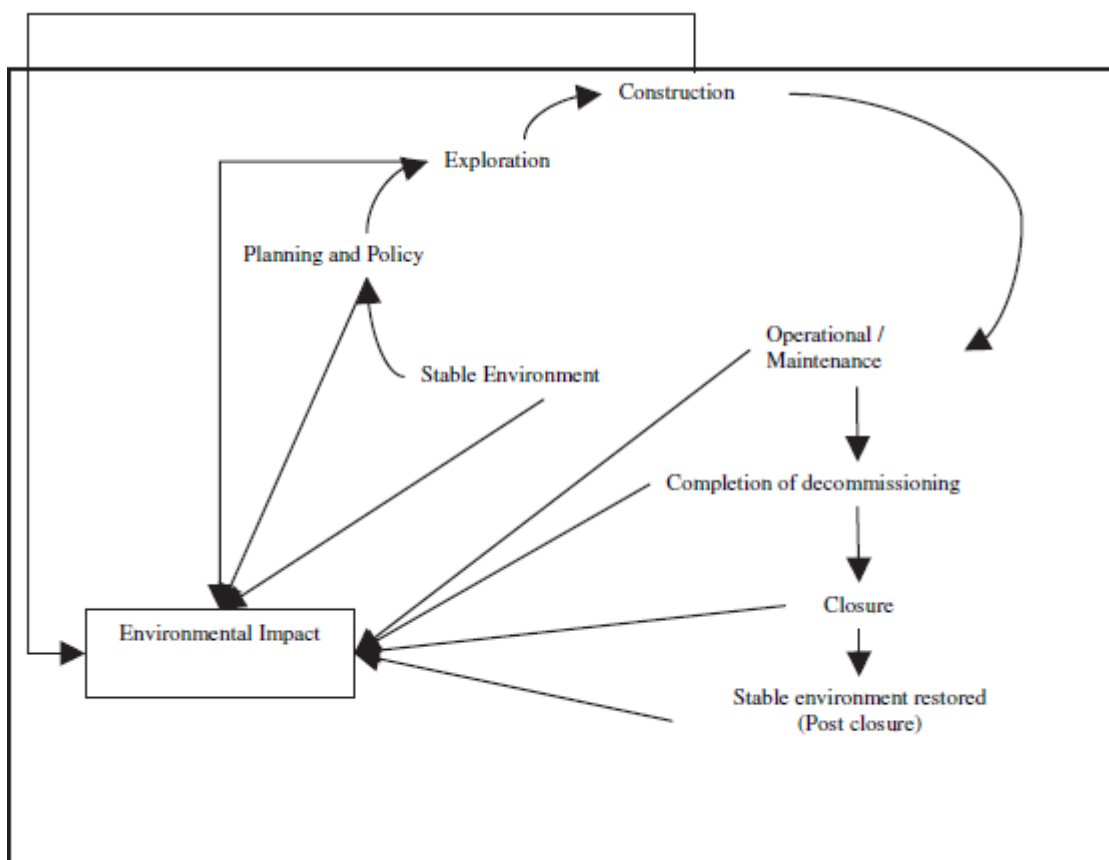 Construction
Exploration
Planning and Policy
Stable Environment
Operational /
Maintenance
Completion of decommissioning
Closure
Environmental Impact
Stable environment restored
(Post closure)